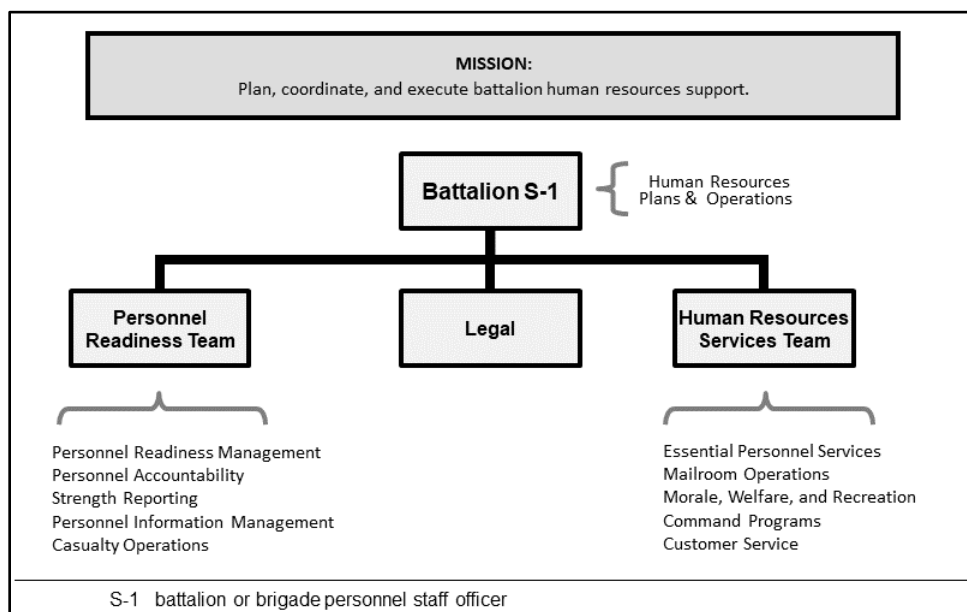 MISSION:
Plan, coordinate, and execute battalion human resources support.
Battalion S-1
Human Resources
Plans & Operations
Personnel
Readiness Team
Legal
Human Resources
Services Team
Personnel Readiness Management
Personnel Accountability
Strength Reporting
Personnel Information Management
Casualty Operations
Essential Personnel Services
Mailroom Operations
Morale, Welfare, and Recreation
Command Programs
Customer Service
S-1 battalion or brigade personnel staff officer